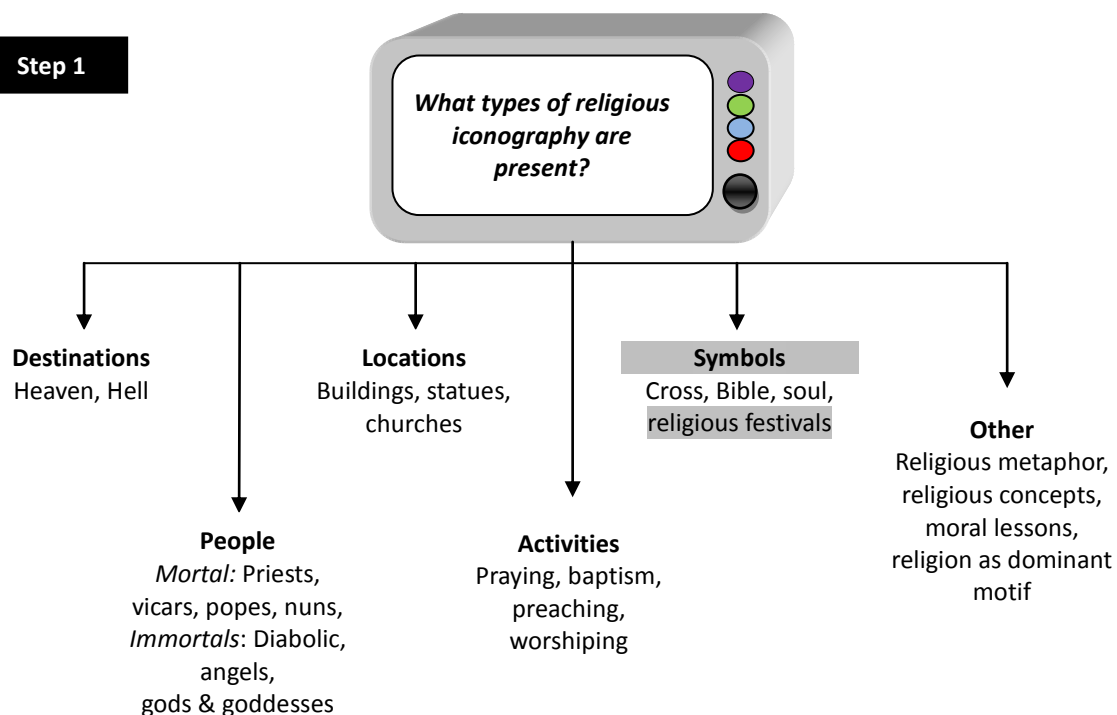 Step 1
What types of religious
iconography are
present?
Destinations
Heaven, Hell
Locations
Buildings, statues,
churches
Symbols
Cross, Bible, soul,
religious festivals
Other
Religious metaphor,
religious concepts,
moral lessons,
religion as dominant
motif
People
Mortal: Priests,
vicars, popes, nuns,
Immortals: Diabolic,
angels,
gods & goddesses
Activities
Praying, baptism,
preaching,
worshiping